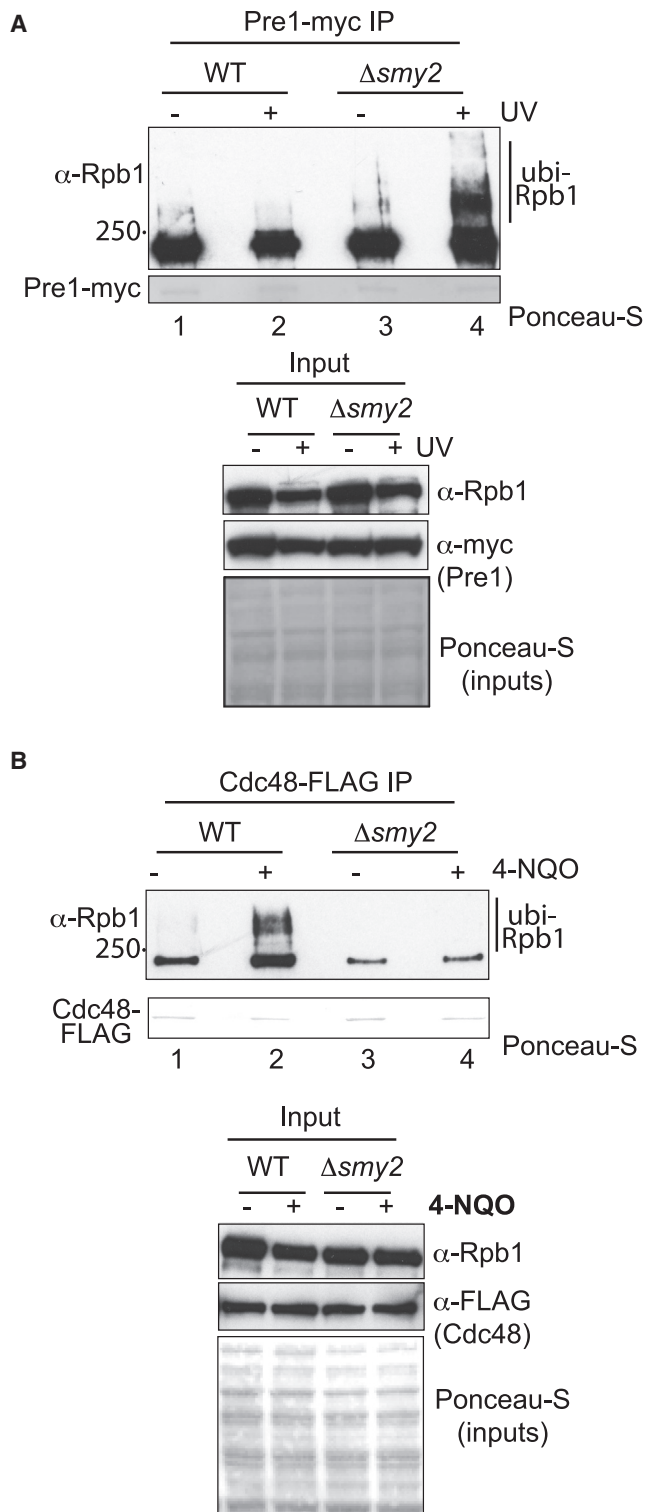 A
Pre1-myc IP
WT Δsmy2
- + - + UV
α-Rpb1
ubi-
Rpb1
250
Pre1-myc
1 2 3 4 Ponceau-S
Input
WT Δsmy2
- + - + UV
α-Rpb1
α-myc
(Pre1)
Ponceau-S
(inputs)
B
Cdc48-FLAG IP
WT Δsmy2
- + - + 4-NQO
α-Rpb1
ubi-
Rpb1
250
Cdc48-
FLAG
1 2 3 4 Ponceau-S
Input
WT Δsmy2
- + - + 4-NQO
α-Rpb1
α-FLAG
(Cdc48)
Ponceau-S
(inputs)